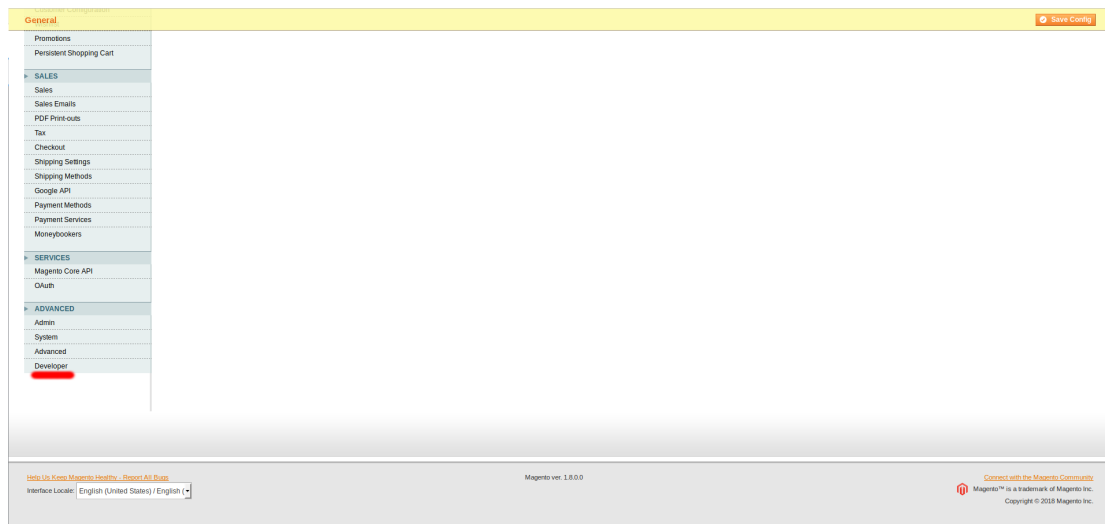 Customer Configuration
General
Save Config
Promotions
Persistent Shopping Cart
SALES
Sales
Sales Emails
PDF Print-outs
Tax
Checkout
Shipping Settings
Shipping Methods
Google API
Payment Methods
Payment Services
Moneybookers
SERVICES
Magento Core API
OAuth
ADVANCED
Admin
System
Advanced
Developer
Help Us Keep Magento Healthy - Report All Bugs
Interface Locale: English (United States) / English (
Magento ver. 1.8.0.0
Connect with the Magento Community
Magento™ is a trademark of Magento Inc.
Copyright © 2018 Magento Inc.